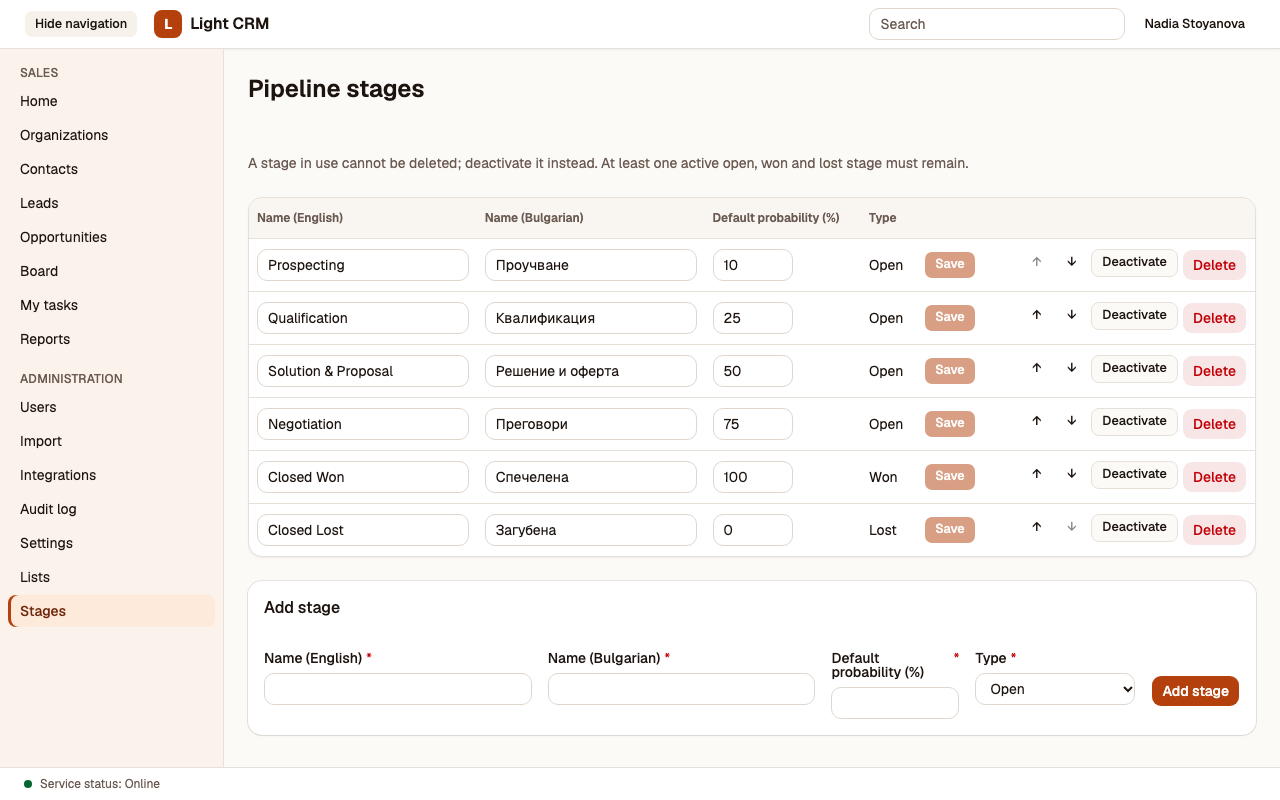 Hide navigation
L
Light CRM
Search
Nadia Stoyanova
SALES
Home
Organizations
Contacts
Leads
Opportunities
Board
My tasks
Reports
ADMINISTRATION
Users
Import
Integrations
Audit log
Settings
Lists
Stages
Pipeline stages
A stage in use cannot be deleted; deactivate it instead. At least one active open, won and lost stage must remain.
Name (English) Name (Bulgarian) Default probability (%) Type
Prospecting Проучване 10 Open Save ↑ ↓ Deactivate Delete
Qualification Квалификация 25 Open Save ↑ ↓ Deactivate Delete
Solution & Proposal Решение и оферта 50 Open Save ↑ ↓ Deactivate Delete
Negotiation Преговори 75 Open Save ↑ ↓ Deactivate Delete
Closed Won Спечелена 100 Won Save ↑ ↓ Deactivate Delete
Closed Lost Загубена 0 Lost Save ↑ ↓ Deactivate Delete
Add stage
Name (English) *
Name (Bulgarian) *
Default probability (%) *
Type *
Open
Add stage
Service status: Online